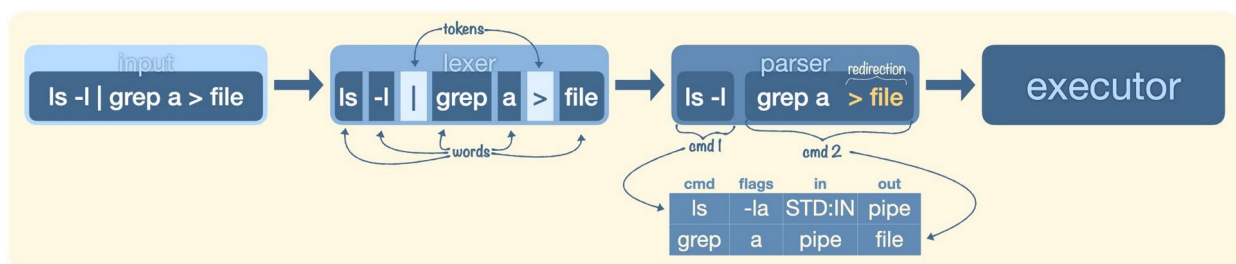 input
ls -l | grep a > file
tokens
lexer
ls -l | grep a > file
words
parser
redirection
ls -l grep a > file
cmd 1
cmd 2
cmd flags in out
ls -la STD:IN pipe
grep a pipe file
executor